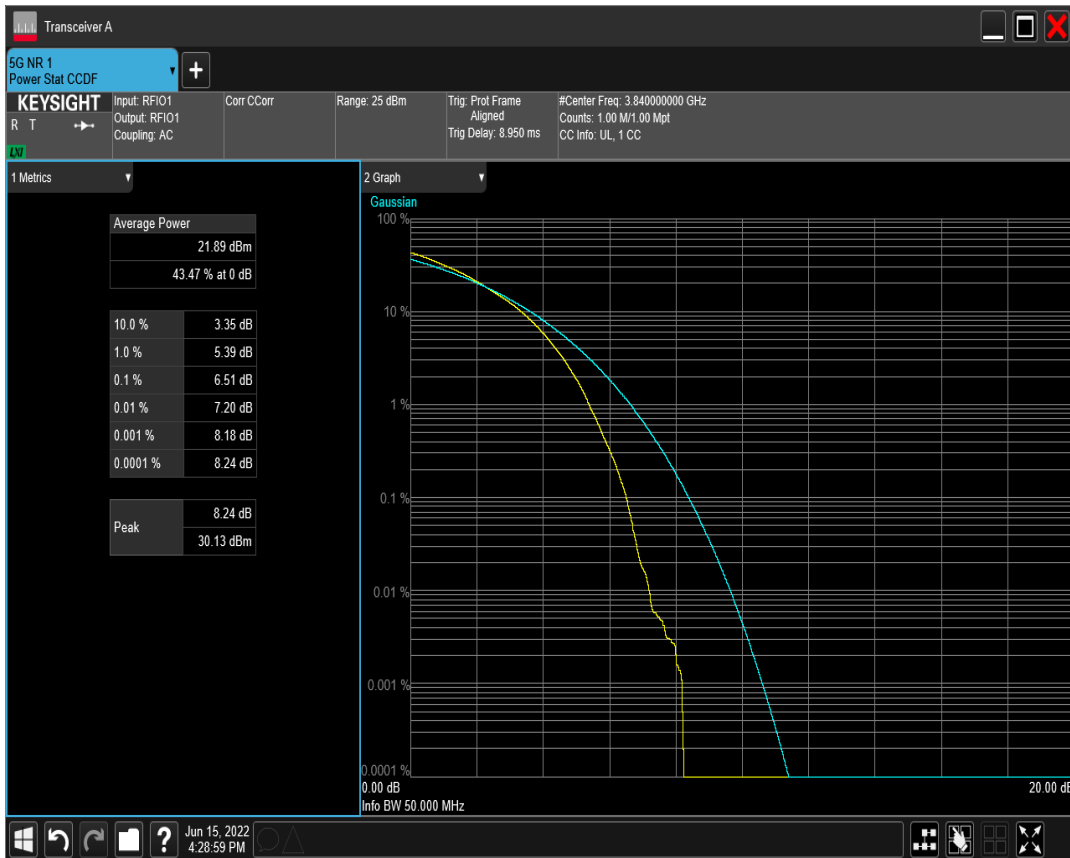 Transceiver A
5G NR 1
Power Stat CCDF
KEYSIGHT
R T
LXI
Input: RFIO1
Output: RFIO1
Coupling: AC
Corr CCorr
Range: 25 dBm
Trig: Prot Frame
Aligned
Trig Delay: 8.950 ms
#Center Freq: 3.840000000 GHz
Counts: 1.00 M/1.00 Mpt
CC Info: UL, 1 CC
1 Metrics
Average Power
21.89 dBm
43.47 % at 0 dB
10.0 % 3.35 dB
1.0 % 5.39 dB
0.1 % 6.51 dB
0.01 % 7.20 dB
0.001 % 8.18 dB
0.0001 % 8.24 dB
Peak
8.24 dB
30.13 dBm
2 Graph
Gaussian
100 %
10 %
1 %
0.1 %
0.01 %
0.001 %
0.0001 %
0.00 dB
20.00 dB
Info BW 50.000 MHz
?
Jun 15, 2022
4:28:59 PM